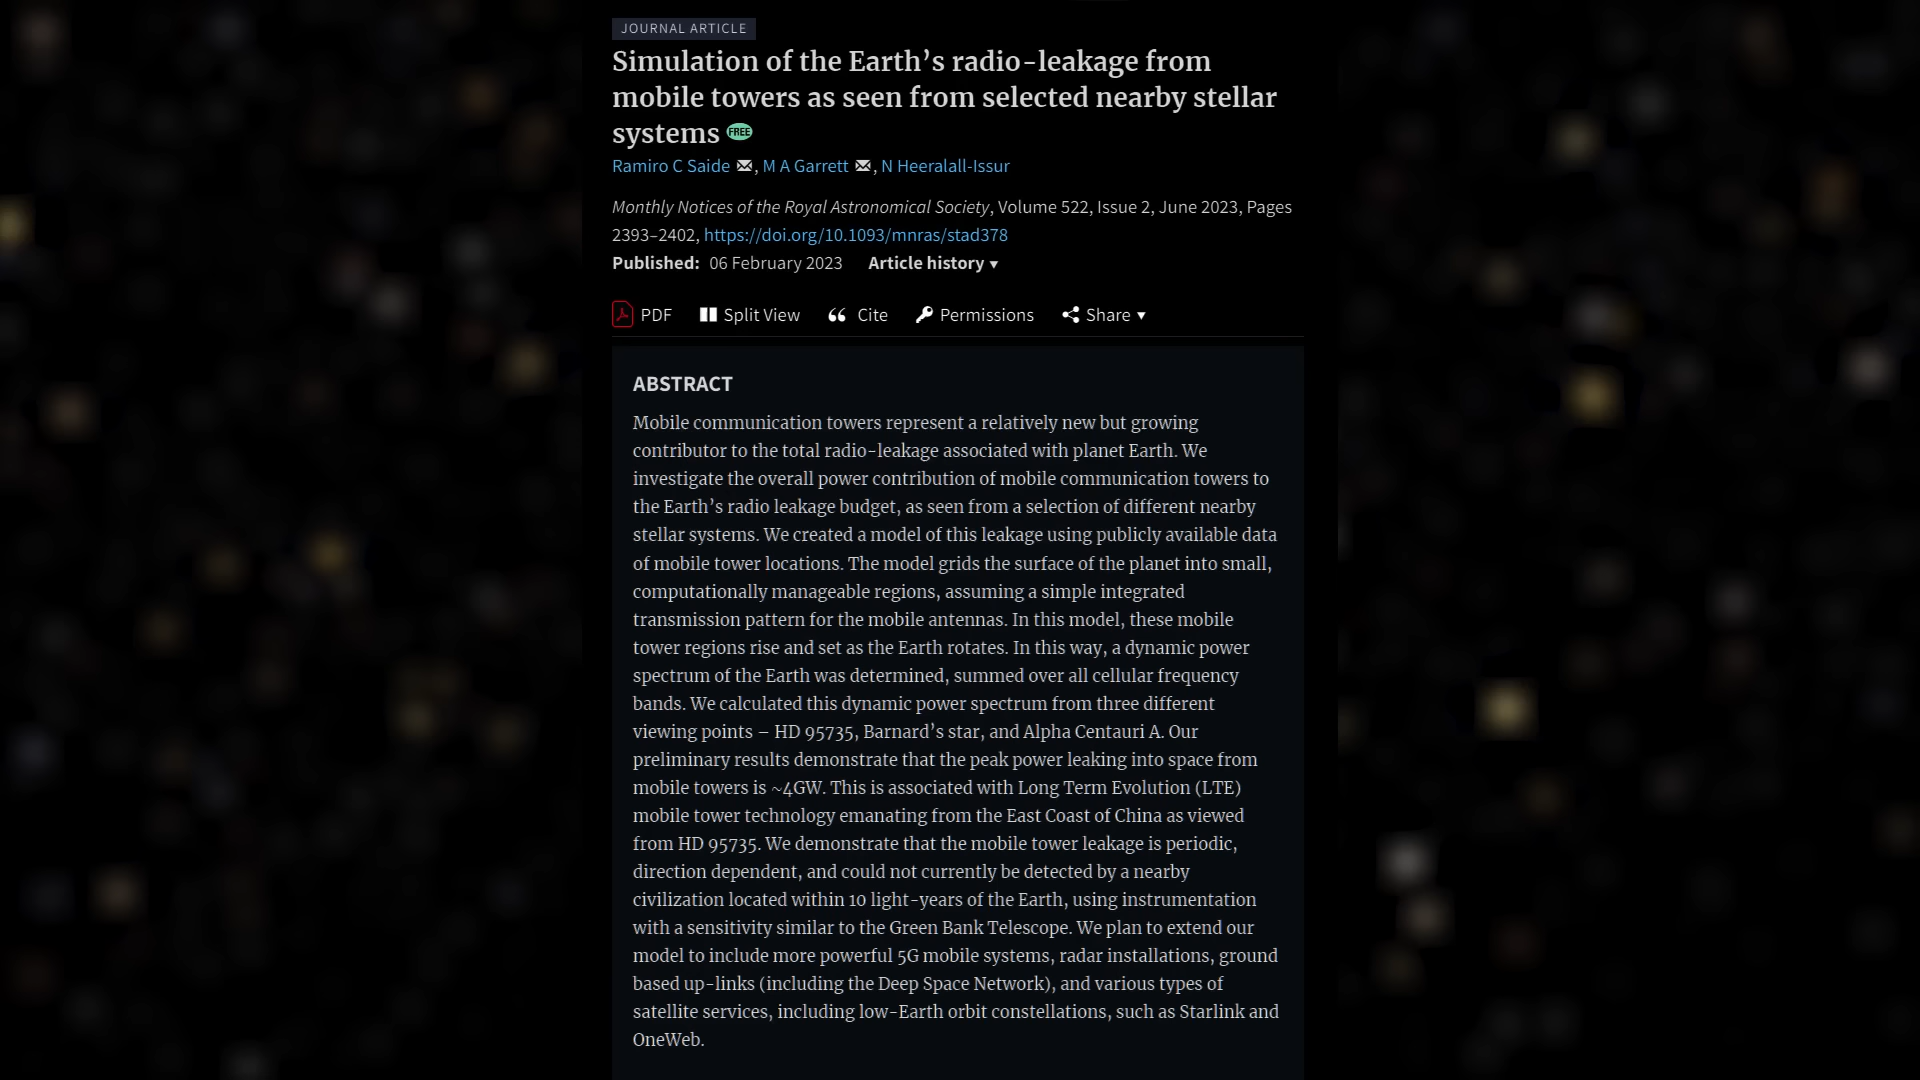 JOURNAL ARTICLE
Simulation of the Earth’s radio-leakage from
mobile towers as seen from selected nearby stellar
systems FREE
Ramiro C Saide, M A Garrett, N Heeralall-Issur
Monthly Notices of the Royal Astronomical Society, Volume 522, Issue 2, June 2023, Pages
2393–2402, https://doi.org/10.1093/mnras/stad378
Published: 06 February 2023 Article history ▾
PDF Split View Cite Permissions Share ▾
ABSTRACT
Mobile communication towers represent a relatively new but growing
contributor to the total radio-leakage associated with planet Earth. We
investigate the overall power contribution of mobile communication towers to
the Earth’s radio leakage budget, as seen from a selection of different nearby
stellar systems. We created a model of this leakage using publicly available data
of mobile tower locations. The model grids the surface of the planet into small,
computationally manageable regions, assuming a simple integrated
transmission pattern for the mobile antennas. In this model, these mobile
tower regions rise and set as the Earth rotates. In this way, a dynamic power
spectrum of the Earth was determined, summed over all cellular frequency
bands. We calculated this dynamic power spectrum from three different
viewing points – HD 95735, Barnard’s star, and Alpha Centauri A. Our
preliminary results demonstrate that the peak power leaking into space from
mobile towers is ~4GW. This is associated with Long Term Evolution (LTE)
mobile tower technology emanating from the East Coast of China as viewed
from HD 95735. We demonstrate that the mobile tower leakage is periodic,
direction dependent, and could not currently be detected by a nearby
civilization located within 10 light-years of the Earth, using instrumentation
with a sensitivity similar to the Green Bank Telescope. We plan to extend our
model to include more powerful 5G mobile systems, radar installations, ground
based up-links (including the Deep Space Network), and various types of
satellite services, including low-Earth orbit constellations, such as Starlink and
OneWeb.